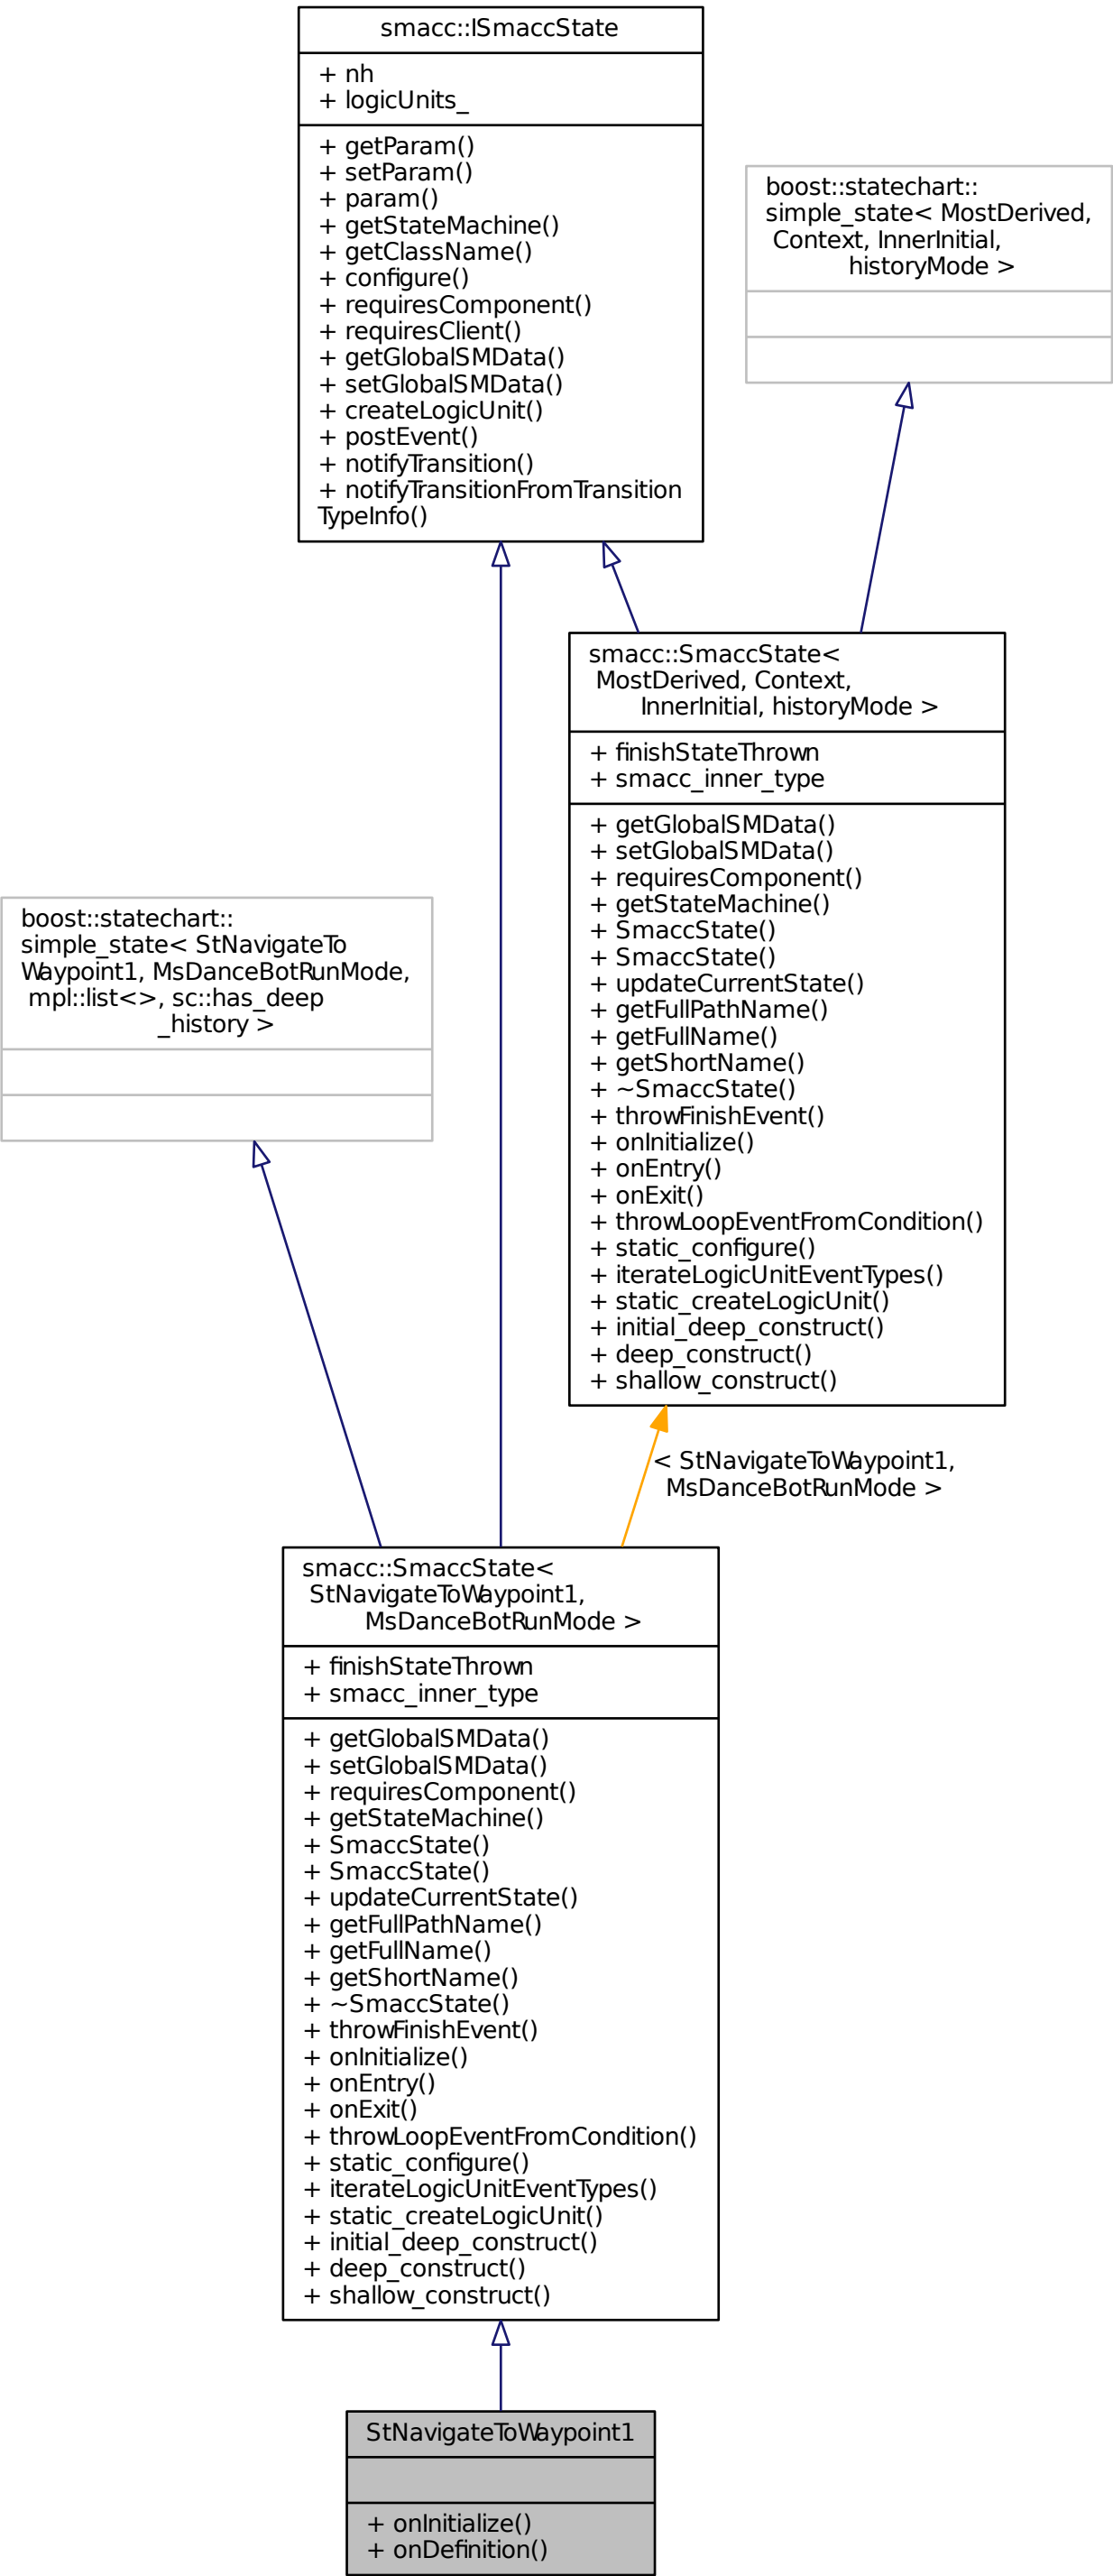 smacc::ISmaccState
+ nh
+ logicUnits_
+ getParam()
+ setParam()
+ param()
+ getStateMachine()
+ getClassName()
+ configure()
+ requiresComponent()
+ requiresClient()
+ getGlobalSMData()
+ setGlobalSMData()
+ createLogicUnit()
+ postEvent()
+ notifyTransition()
+ notifyTransitionFromTransition
TypeInfo()
boost::statechart::
simple_state< MostDerived,
Context, InnerInitial,
historyMode >
smacc::SmaccState<
MostDerived, Context,
InnerInitial, historyMode >
+ finishStateThrown
+ smacc_inner_type
+ getGlobalSMData()
+ setGlobalSMData()
+ requiresComponent()
+ getStateMachine()
+ SmaccState()
+ SmaccState()
+ updateCurrentState()
+ getFullPathName()
+ getFullName()
+ getShortName()
+ ~SmaccState()
+ throwFinishEvent()
+ onInitialize()
+ onEntry()
+ onExit()
+ throwLoopEventFromCondition()
+ static_configure()
+ iterateLogicUnitEventTypes()
+ static_createLogicUnit()
+ initial_deep_construct()
+ deep_construct()
+ shallow_construct()
boost::statechart::
simple_state< StNavigateTo
Waypoint1, MsDanceBotRunMode,
mpl::list<>, sc::has_deep
_history >
< StNavigateToWaypoint1,
MsDanceBotRunMode >
smacc::SmaccState<
StNavigateToWaypoint1,
MsDanceBotRunMode >
+ finishStateThrown
+ smacc_inner_type
+ getGlobalSMData()
+ setGlobalSMData()
+ requiresComponent()
+ getStateMachine()
+ SmaccState()
+ SmaccState()
+ updateCurrentState()
+ getFullPathName()
+ getFullName()
+ getShortName()
+ ~SmaccState()
+ throwFinishEvent()
+ onInitialize()
+ onEntry()
+ onExit()
+ throwLoopEventFromCondition()
+ static_configure()
+ iterateLogicUnitEventTypes()
+ static_createLogicUnit()
+ initial_deep_construct()
+ deep_construct()
+ shallow_construct()
StNavigateToWaypoint1
+ onInitialize()
+ onDefinition()